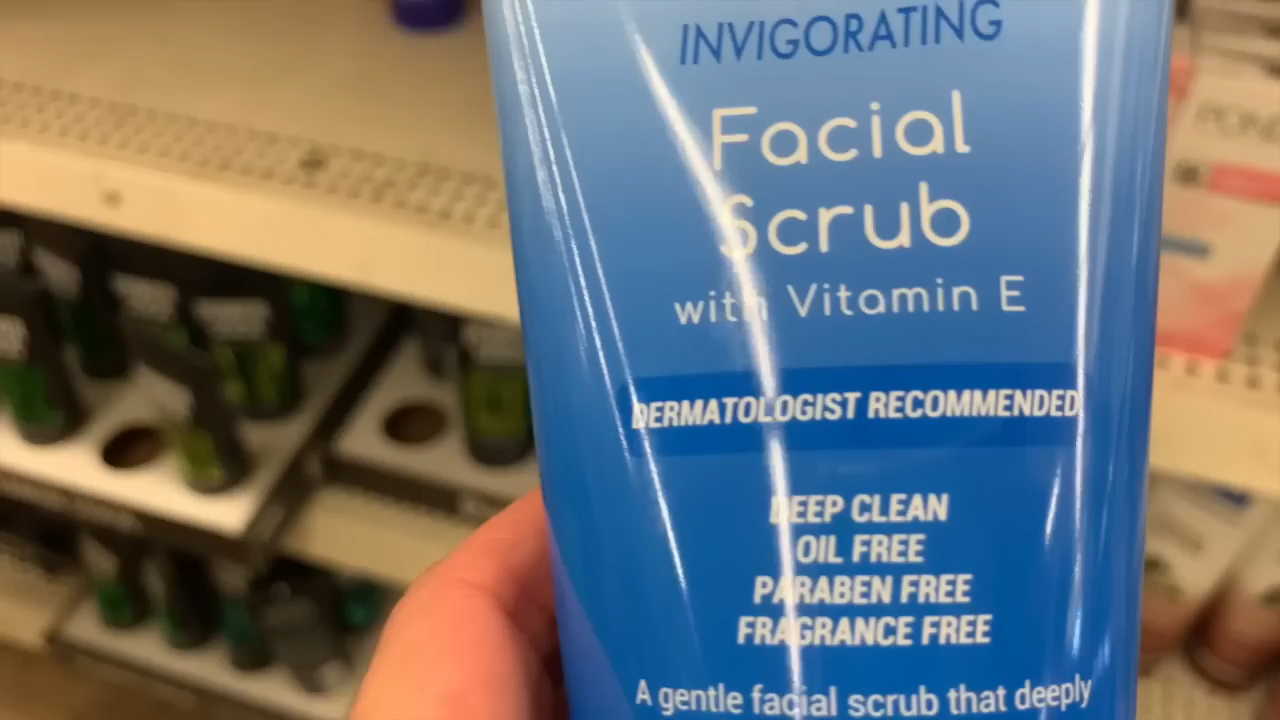 INVIGORATING
Facial
Scrub
with Vitamin E
DERMATOLOGIST RECOMMENDED
DEEP CLEAN
OIL FREE
PARABEN FREE
FRAGRANCE FREE
A gentle facial scrub that deeply